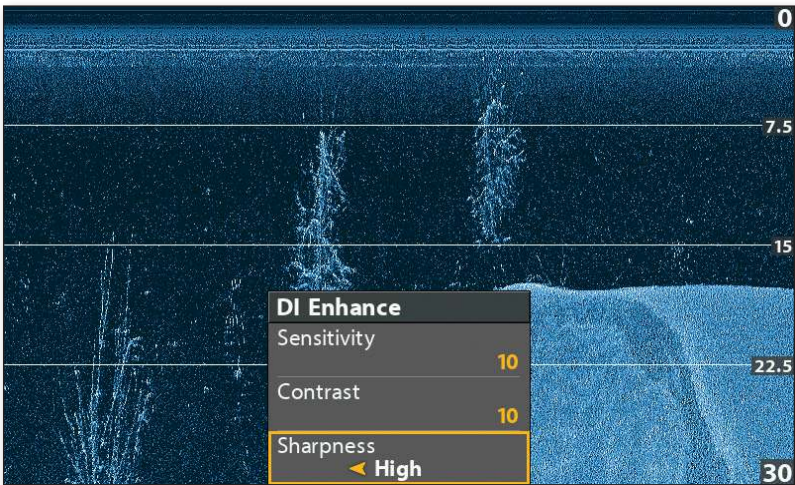 0
7.5
15
DI Enhance
Sensitivity
10
22.5
Contrast
10
Sharpness
High
30